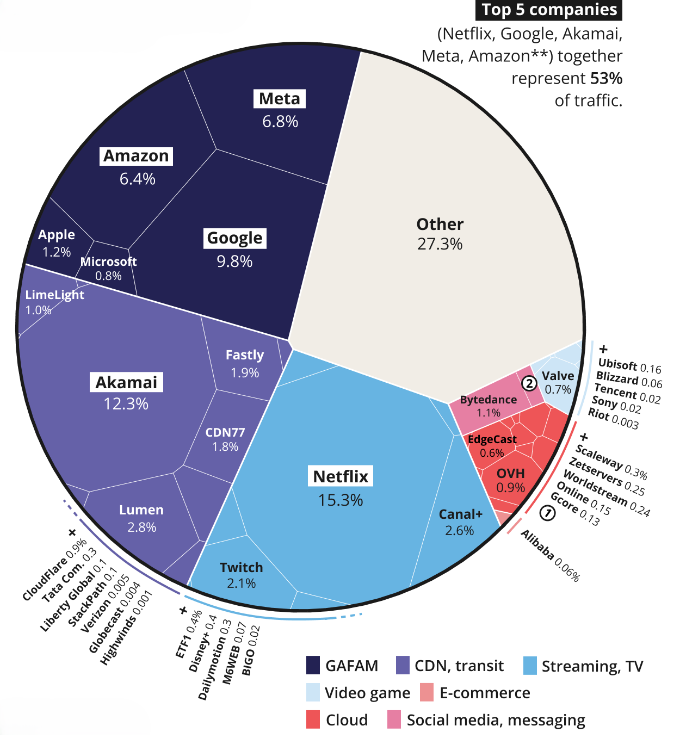 Top 5 companies
(Netflix, Google, Akamai,
Meta, Amazon**) together
represent 53%
of traffic.
Meta
6.8%
Amazon
6.4%
Google
9.8%
Apple
1.2%
Microsoft
0.8%
Other
27.3%
LimeLight
1.0%
Akamai
12.3%
Fastly
1.9%
CDN77
1.8%
Lumen
2.8%
Netflix
15.3%
Canal+
2.6%
Twitch
2.1%
Bytedance
1.1%
2
Valve
0.7%
EdgeCast
0.6%
OVH
0.9%
+
Ubisoft 0.16
Blizzard 0.06
Tencent 0.02
Sony 0.02
Riot 0.003
+
Scaleway 0.3%
Zetservers 0.25
Worldstream 0.24
Online 0.15
Gcore 0.13
1
Alibaba 0.06%
+
CloudFlare 0.9%
Tata Com. 0.3
Liberty Global 0.1
StackPath 0.1
Verizon 0.005
Globecast 0.004
Highwinds 0.001
+
ETF1 0.4%
Disney+ 0.4
Dailymotion 0.3
M6WEB 0.07
BIGO 0.02
GAFAM
CDN, transit
Streaming, TV
Video game
E-commerce
Cloud
Social media, messaging